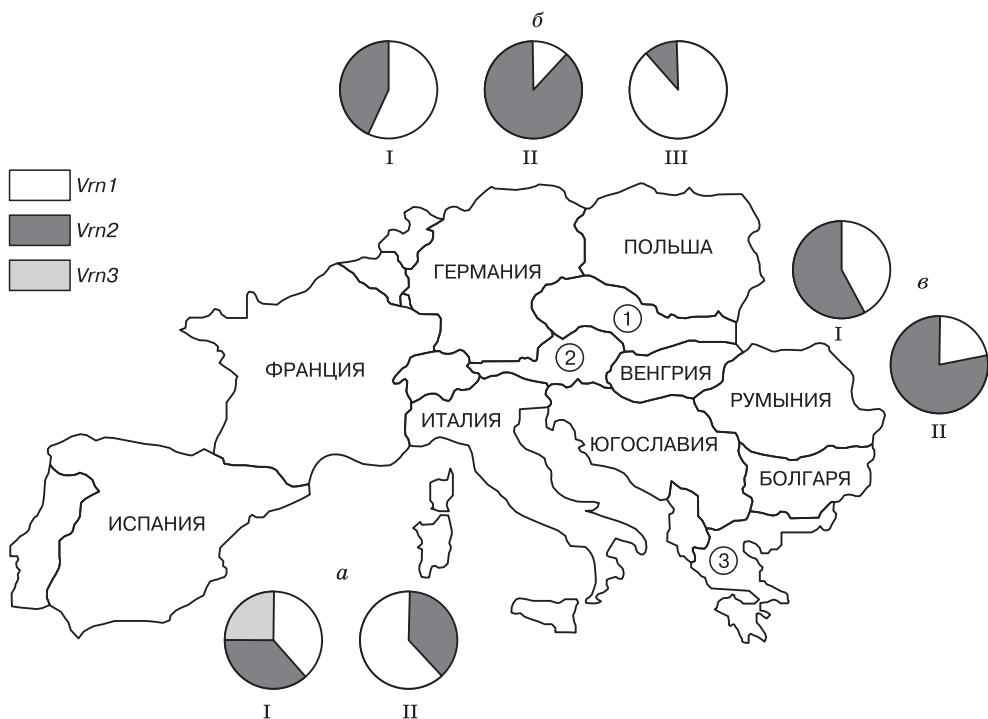 б
I II III
Vrn1
Vrn2
Vrn3
ПОЛЬША
ГЕРМАНИЯ
в
1
I
2
ФРАНЦИЯ
ВЕНГРИЯ
РУМЫНИЯ
ИТАЛИЯ
ЮГОСЛАВИЯ
II
БОЛГАРЯ
ИСПАНИЯ
3
а
I II